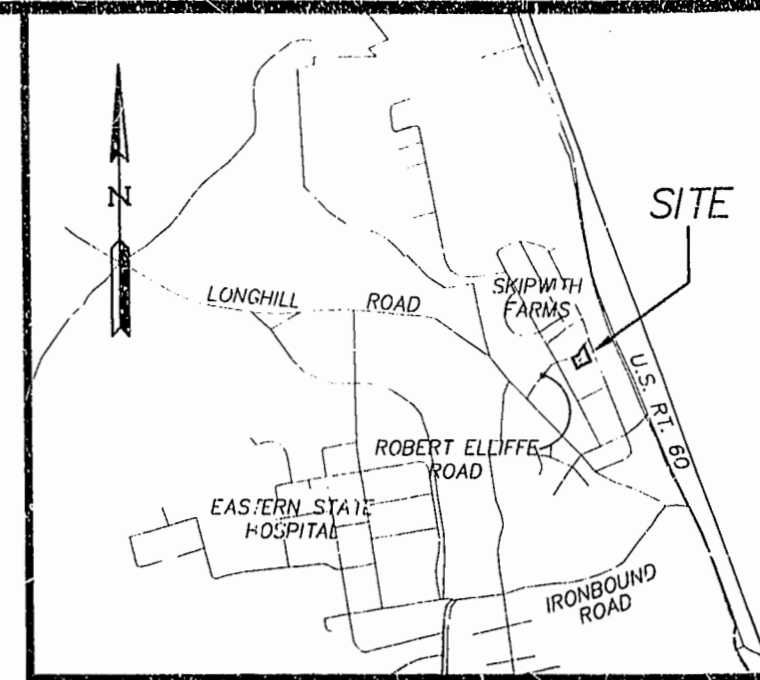 N
SITE
LONGHILL ROAD
SKIPWITH
FARMS
U.S. RT. 60
ROBERT ELLIFFE
ROAD
EASTERN STATE
HOSPITAL
IRONBOUND
ROAD